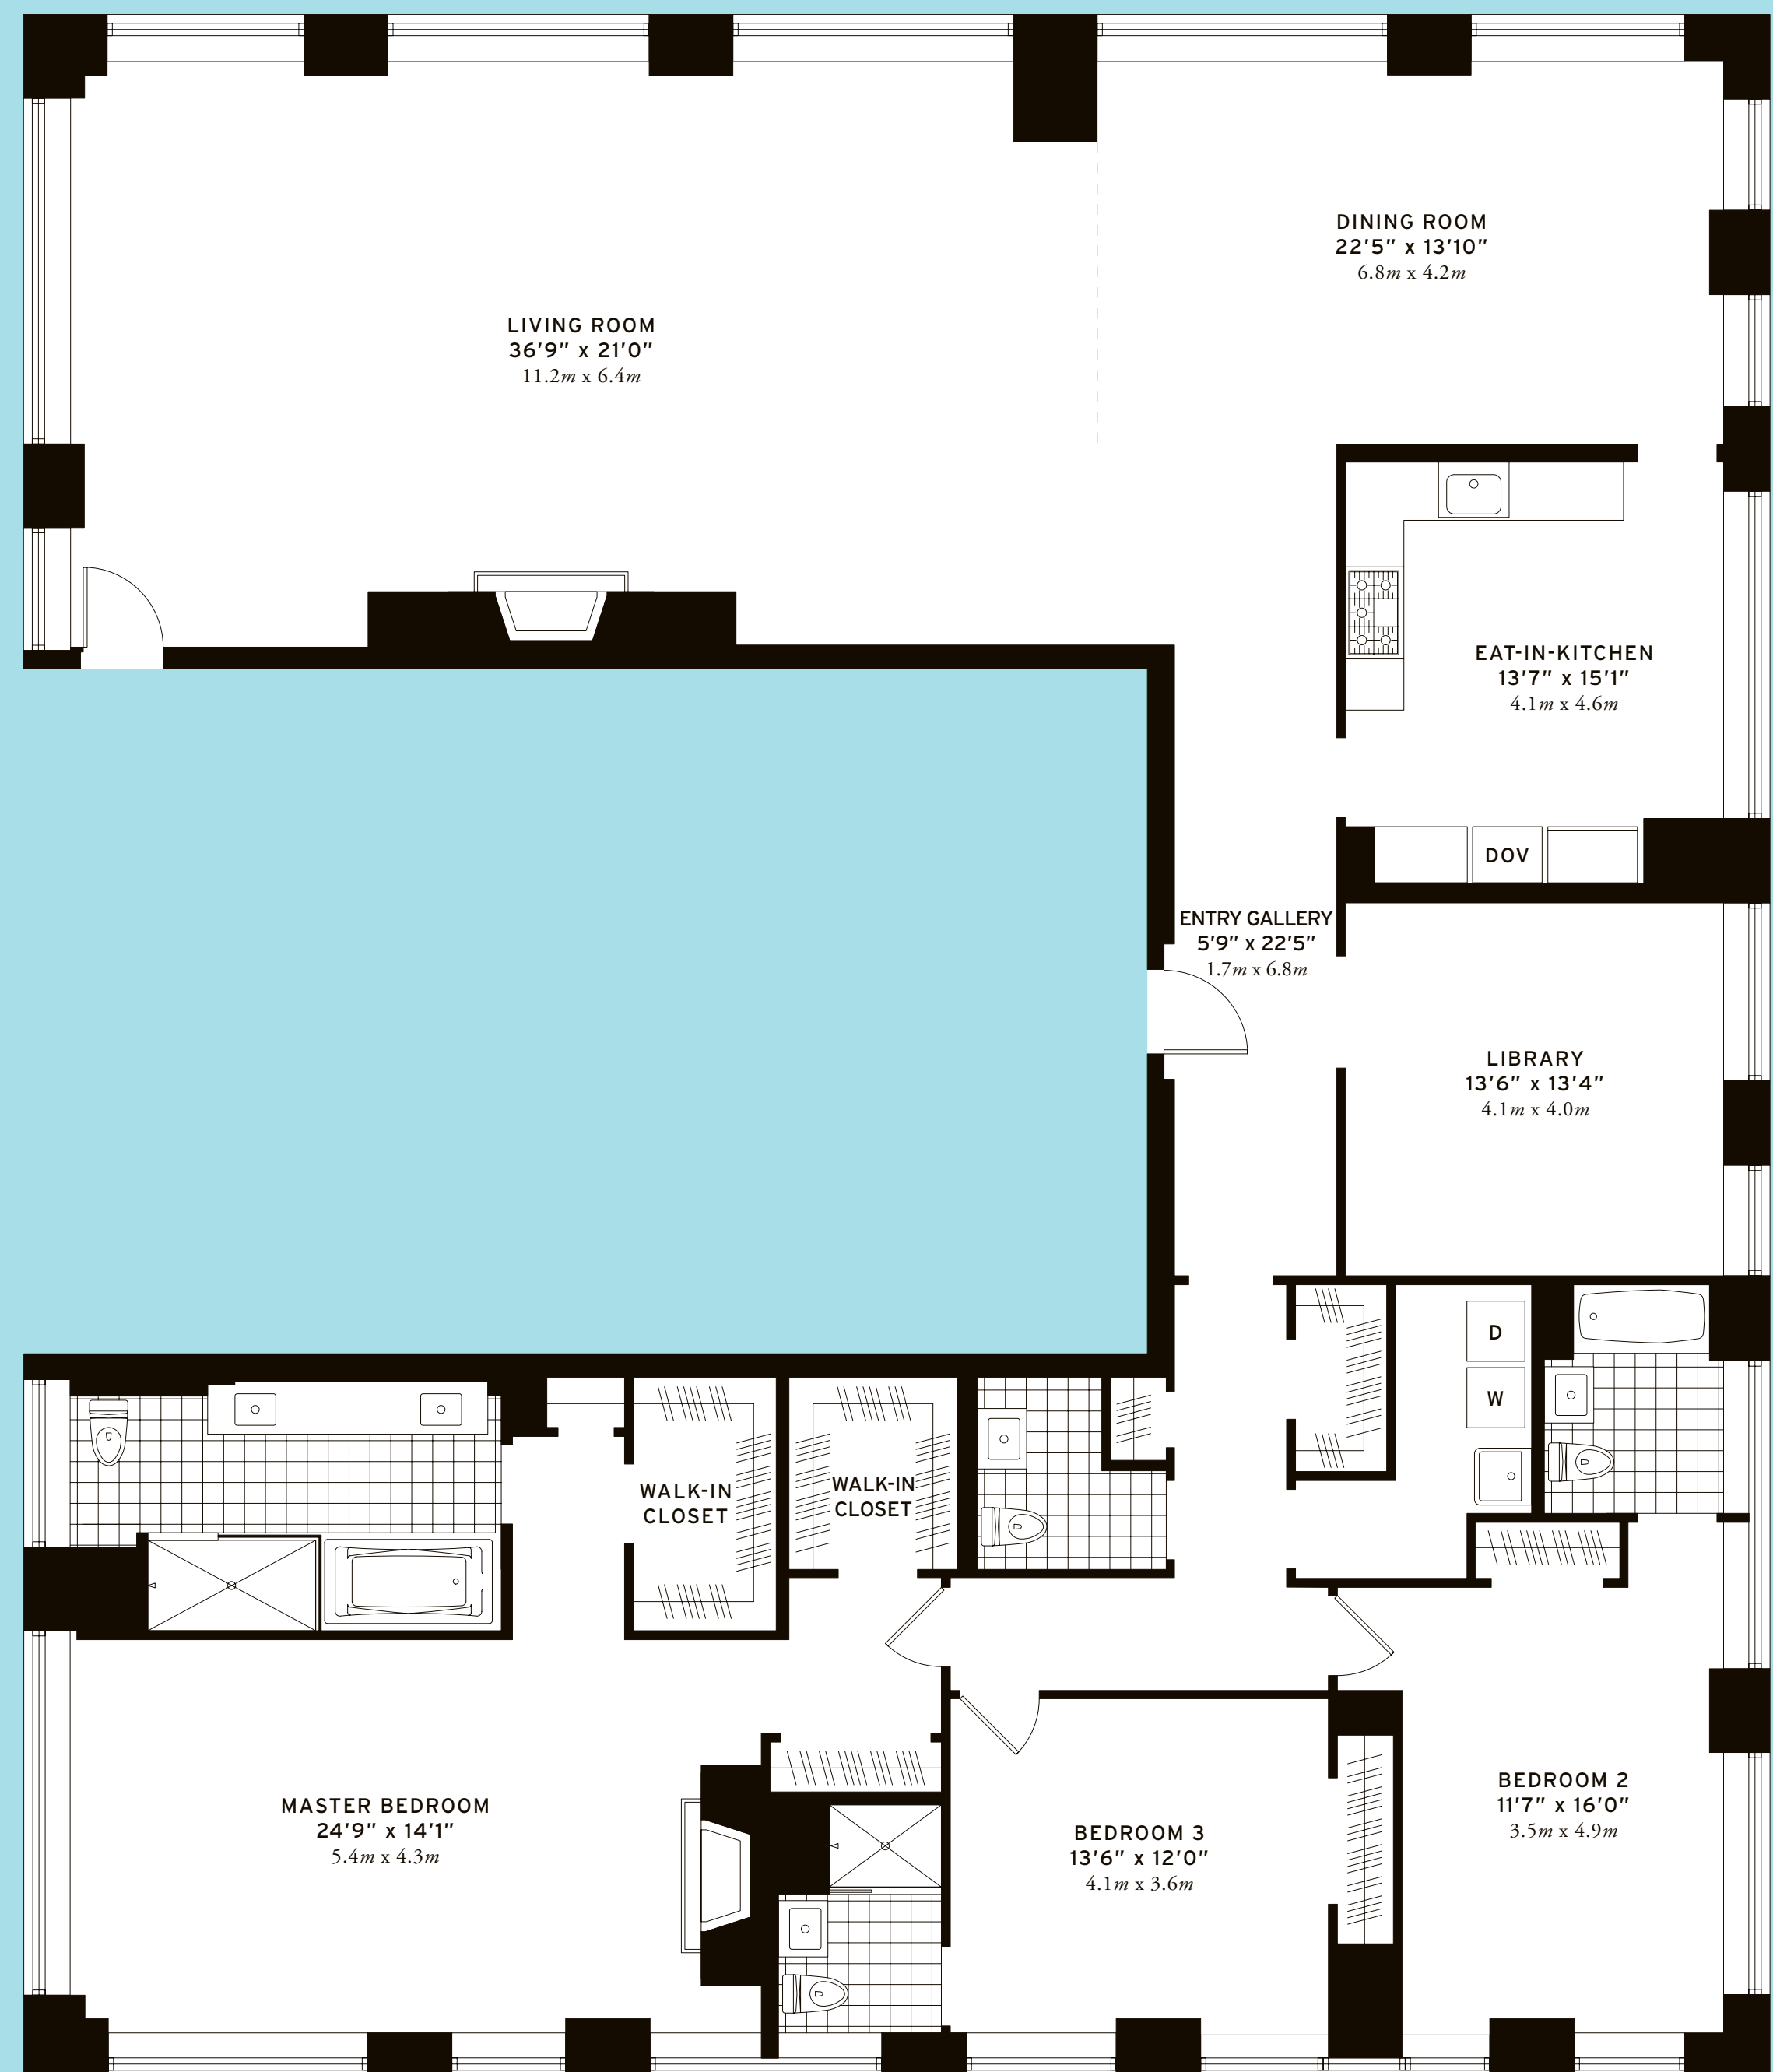 DINING ROOM
22'5" x 13'10"
6.8m x 4.2m
LIVING ROOM
36'9" x 21'0"
11.2m x 6.4m
EAT-IN-KITCHEN
13'7" x 15'1"
4.1m x 4.6m
DOV
ENTRY GALLERY
5'9" x 22'5"
1.7m x 6.8m
LIBRARY
13'6" x 13'4"
4.1m x 4.0m
D
W
WALK-IN
CLOSET
WALK-IN
CLOSET
MASTER BEDROOM
24'9" x 14'1"
5.4m x 4.3m
BEDROOM 3
13'6" x 12'0"
4.1m x 3.6m
BEDROOM 2
11'7" x 16'0"
3.5m x 4.9m